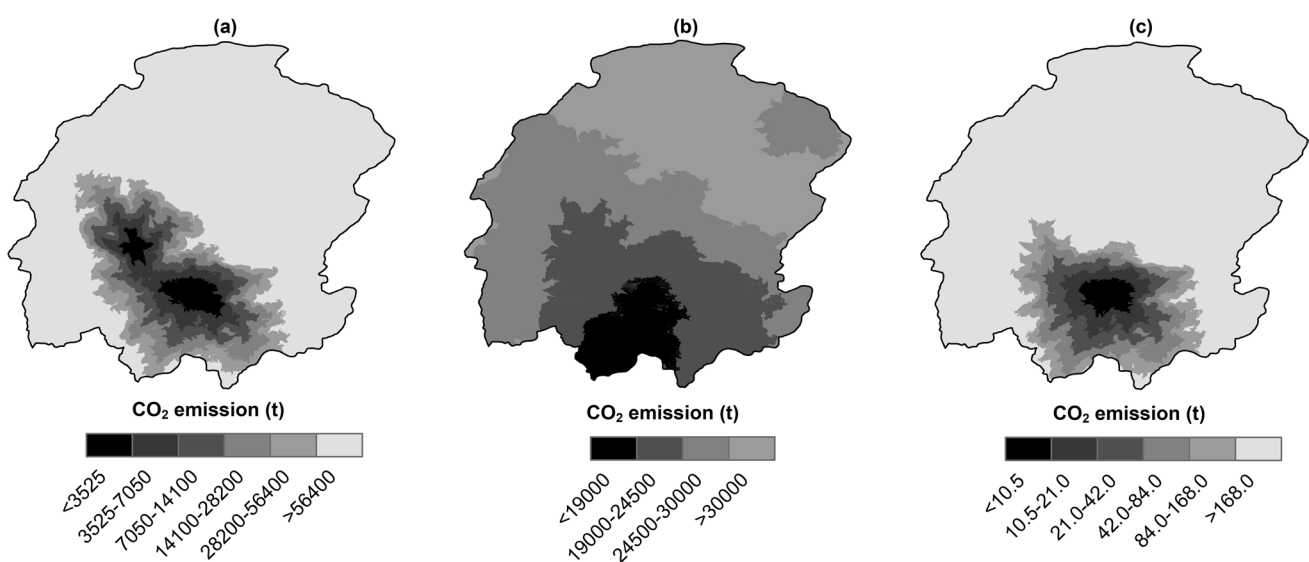 (a)
(b)
(c)
CO₂ emission (t)
<3525
3525-7050
7050-14100
14100-28200
28200-56400
>56400
CO₂ emission (t)
<19000
19000-24500
24500-30000
>30000
CO₂ emission (t)
<10.5
10.5-21.0
21.0-42.0
42.0-84.0
84.0-168.0
>168.0